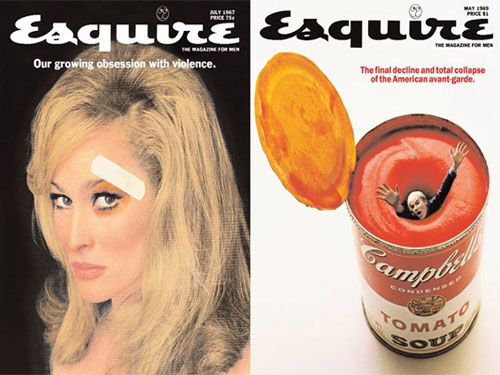 JULY 1967
PRICE 75¢
Esquire
THE MAGAZINE FOR MEN
Our growing obsession with violence.
MAY 1969
PRICE $1
Esquire
THE MAGAZINE FOR MEN
The final decline and total collapse
of the American avant-garde.
Campbell
CONDENSED
TOMATO
SOUP